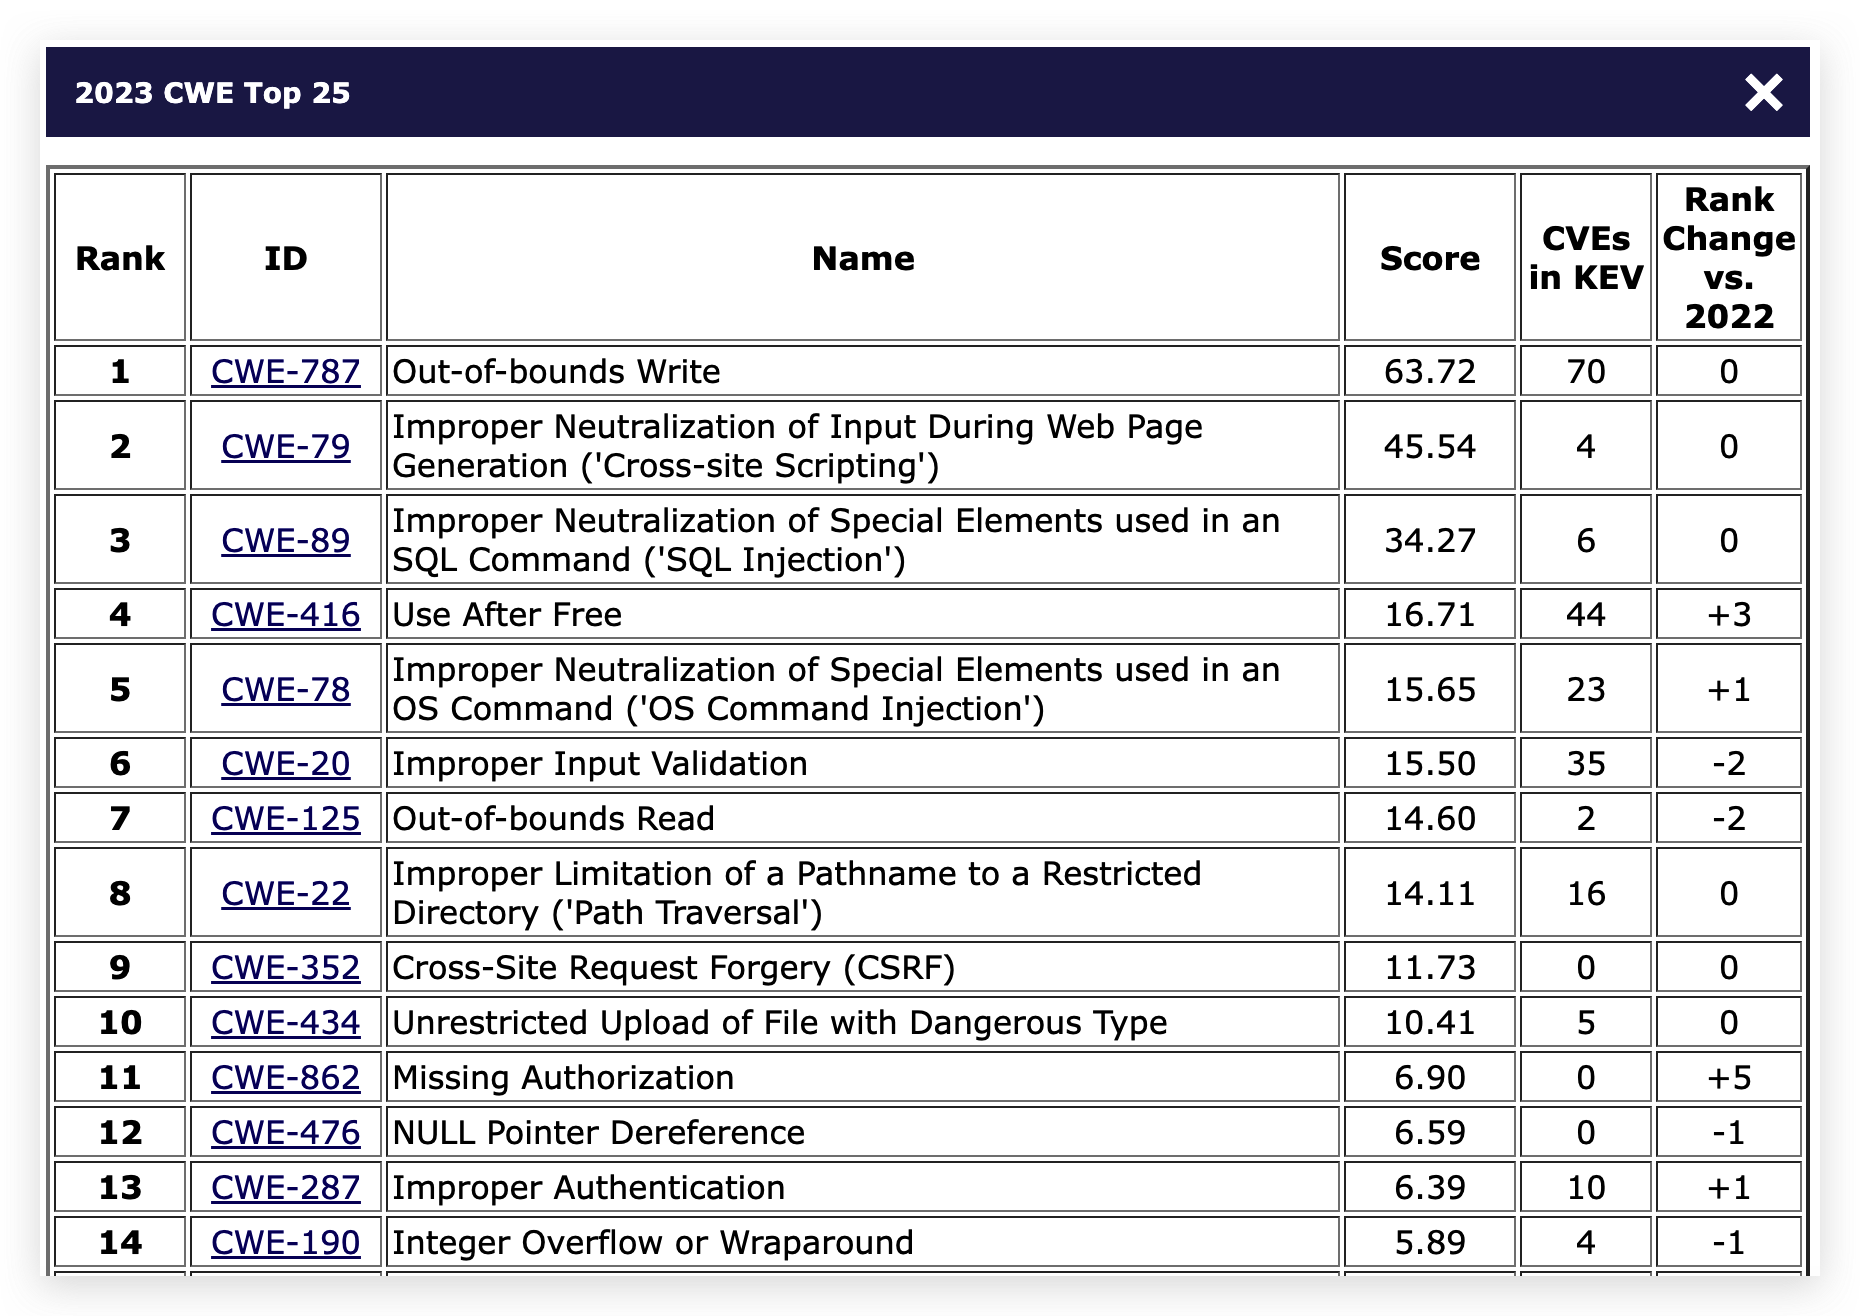 2023 CWE Top 25
Rank ID Name Score CVEs in KEV Rank Change vs. 2022
1 CWE-787 Out-of-bounds Write 63.72 70 0
2 CWE-79 Improper Neutralization of Input During Web Page
Generation ('Cross-site Scripting') 45.54 4 0
3 CWE-89 Improper Neutralization of Special Elements used in an
SQL Command ('SQL Injection') 34.27 6 0
4 CWE-416 Use After Free 16.71 44 +3
5 CWE-78 Improper Neutralization of Special Elements used in an
OS Command ('OS Command Injection') 15.65 23 +1
6 CWE-20 Improper Input Validation 15.50 35 -2
7 CWE-125 Out-of-bounds Read 14.60 2 -2
8 CWE-22 Improper Limitation of a Pathname to a Restricted
Directory ('Path Traversal') 14.11 16 0
9 CWE-352 Cross-Site Request Forgery (CSRF) 11.73 0 0
10 CWE-434 Unrestricted Upload of File with Dangerous Type 10.41 5 0
11 CWE-862 Missing Authorization 6.90 0 +5
12 CWE-476 NULL Pointer Dereference 6.59 0 -1
13 CWE-287 Improper Authentication 6.39 10 +1
14 CWE-190 Integer Overflow or Wraparound 5.89 4 -1